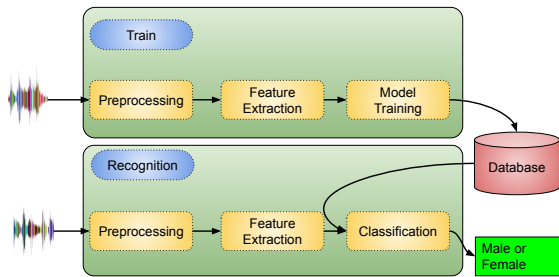 Train
Preprocessing
Feature
Extraction
Model
Training
Database
Recognition
Preprocessing
Feature
Extraction
Classification
Male or
Female